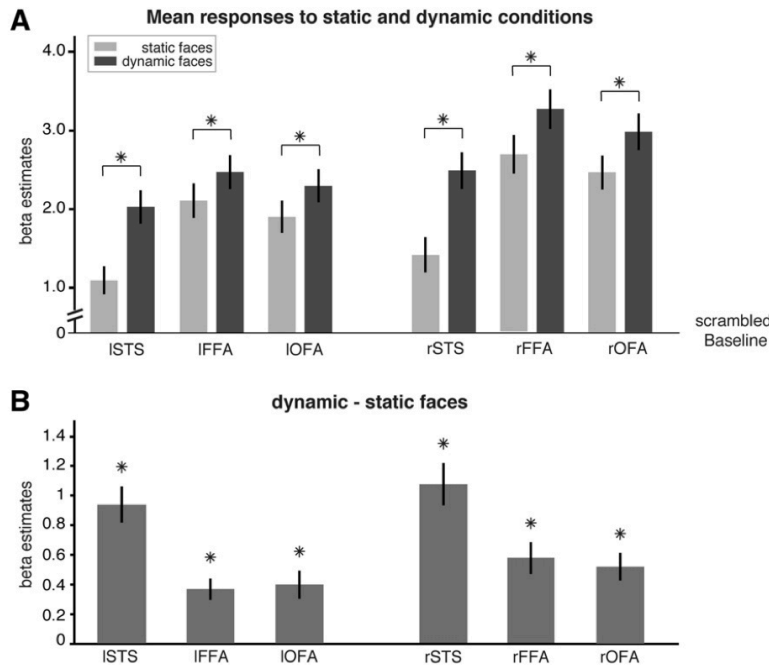 A
Mean responses to static and dynamic conditions
static faces
dynamic faces
beta estimates
4.0
3.0
2.0
1.0
0
lSTS lFFA lOFA rSTS rFFA rOFA
scrambled
Baseline
B
dynamic - static faces
beta estimates
1.4
1.2
1
0.8
0.6
0.4
0.2
0
lSTS lFFA lOFA rSTS rFFA rOFA